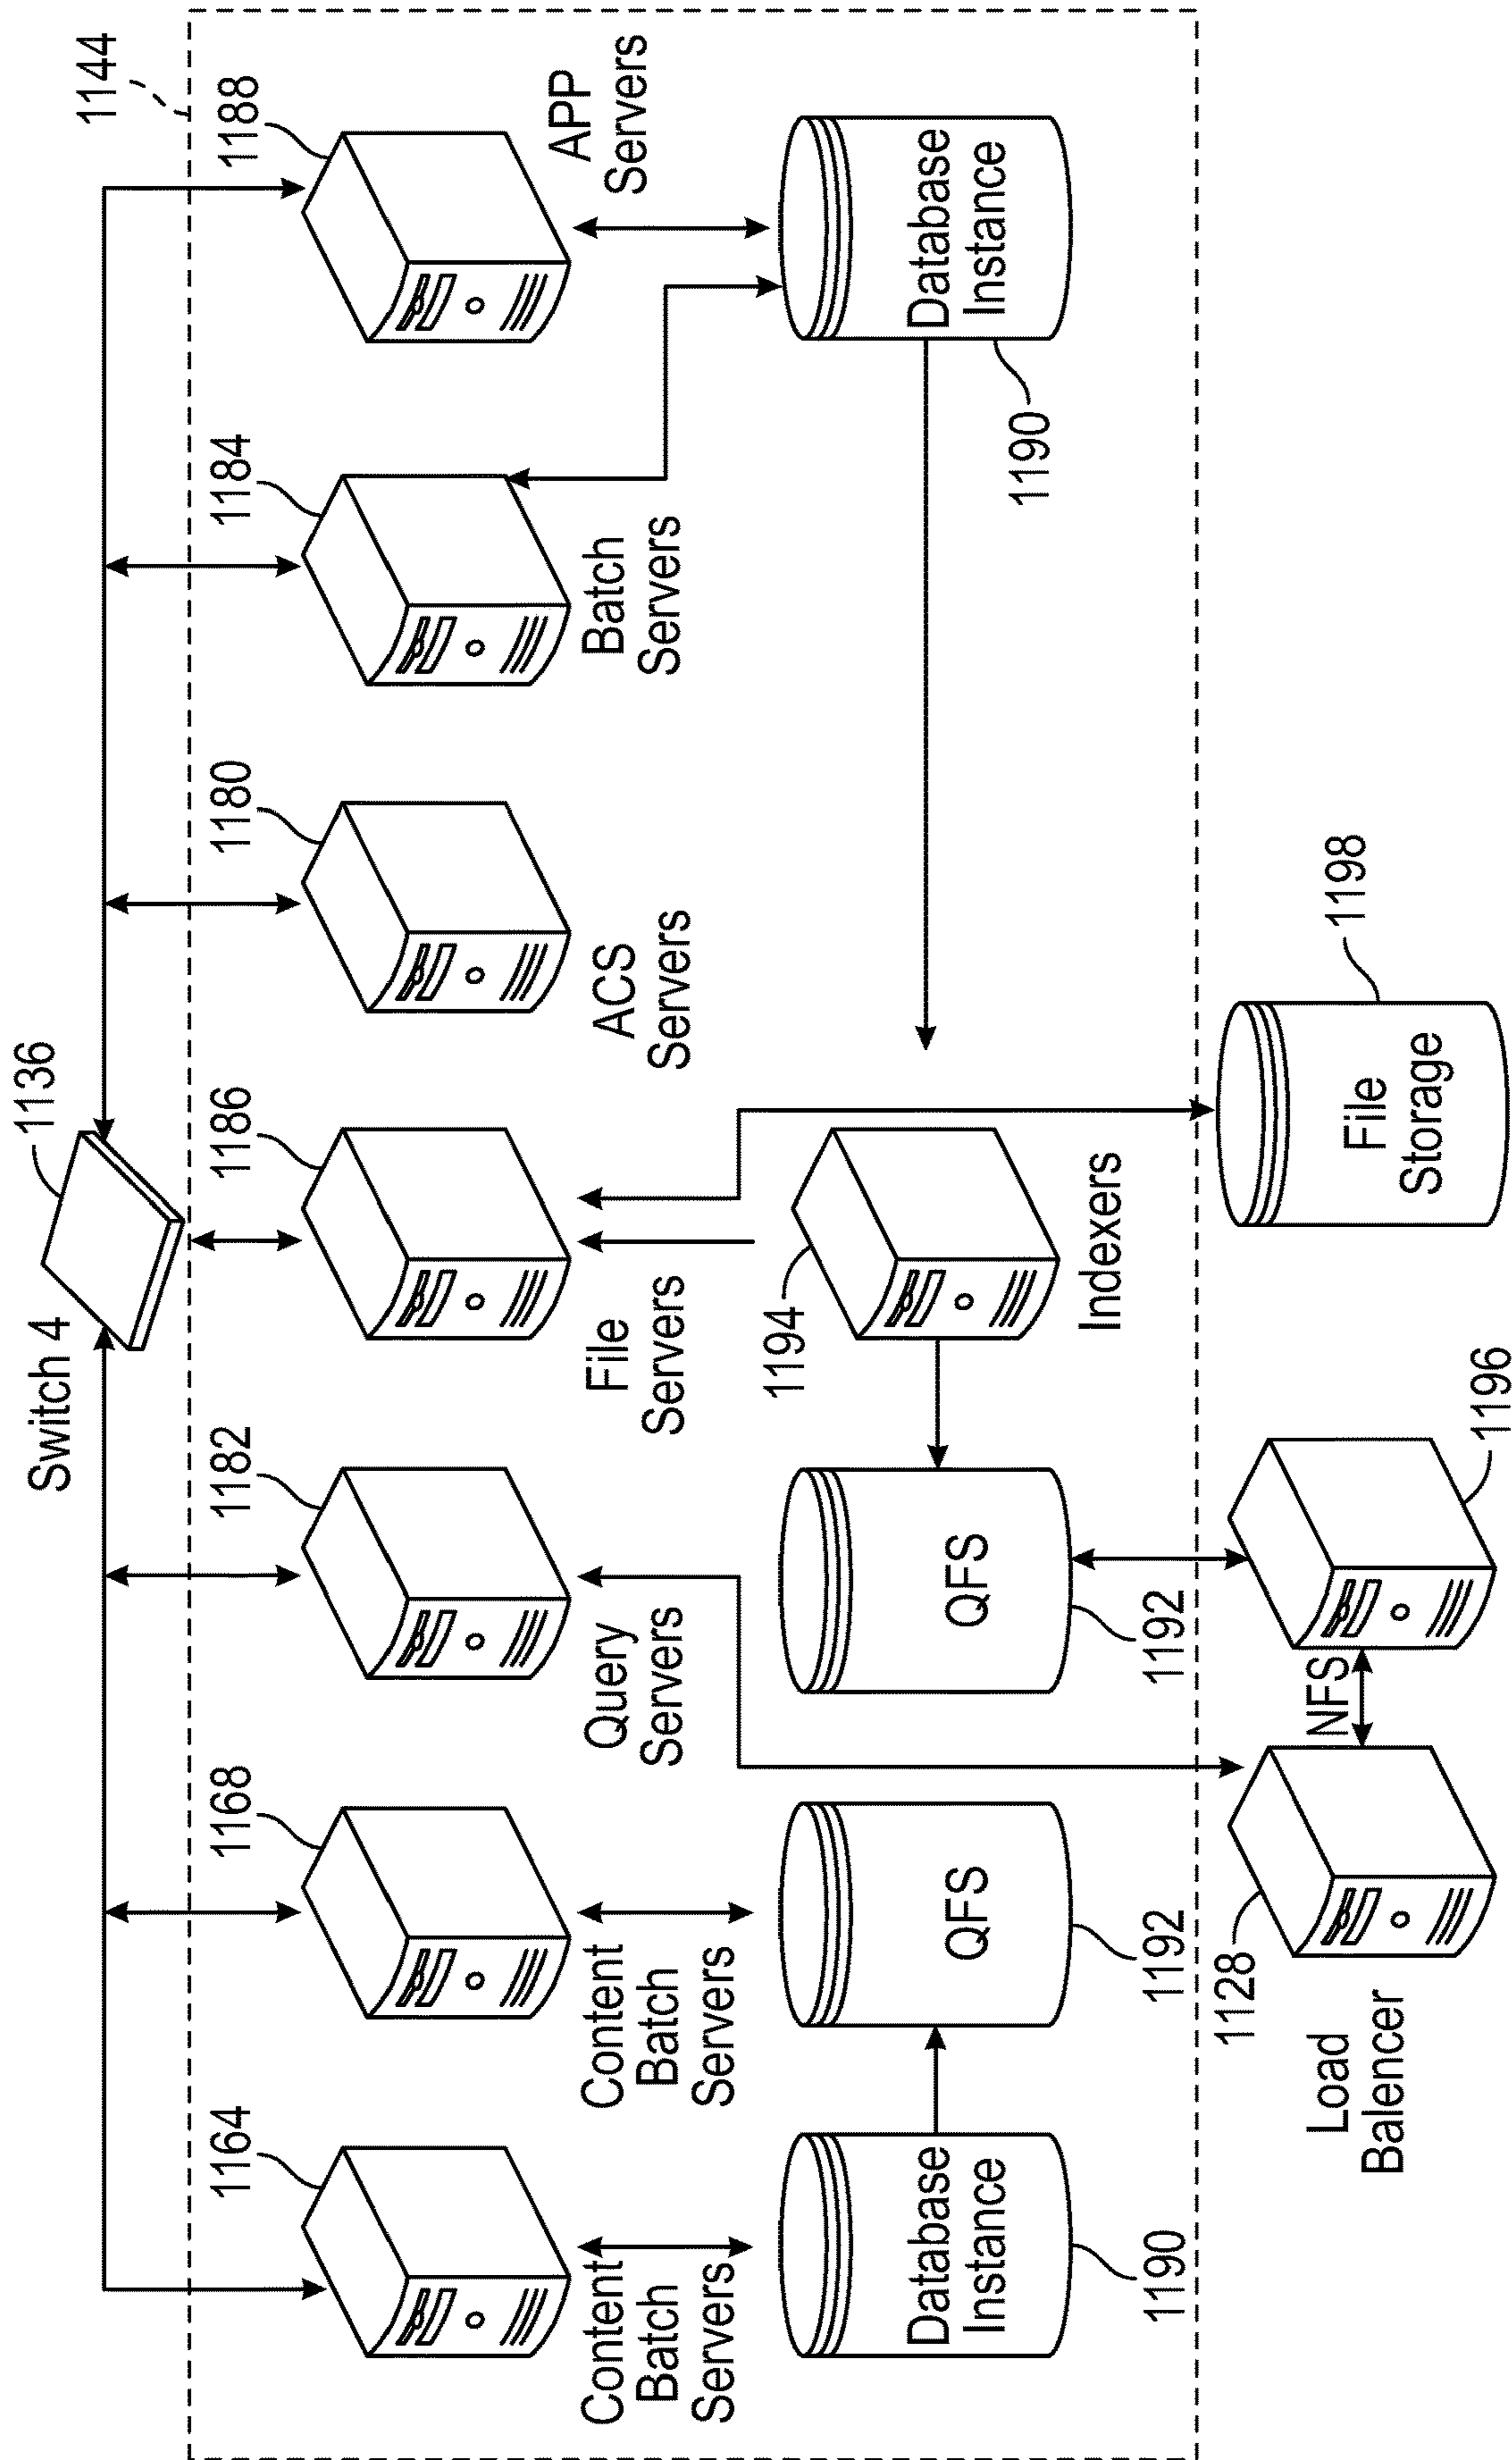 1144
Switch 4
1136
1164
1168
1182
1186
1180
1184
1188
Content
Batch
Servers
Content
Batch
Servers
Query
Servers
File
Servers
ACS
Servers
Batch
Servers
APP
Servers
1194
Indexers
Database
Instance
1190
QFS
1192
QFS
1192
Database
Instance
1190
1128
Load
Balencer
NFS
1196
File
Storage
1198